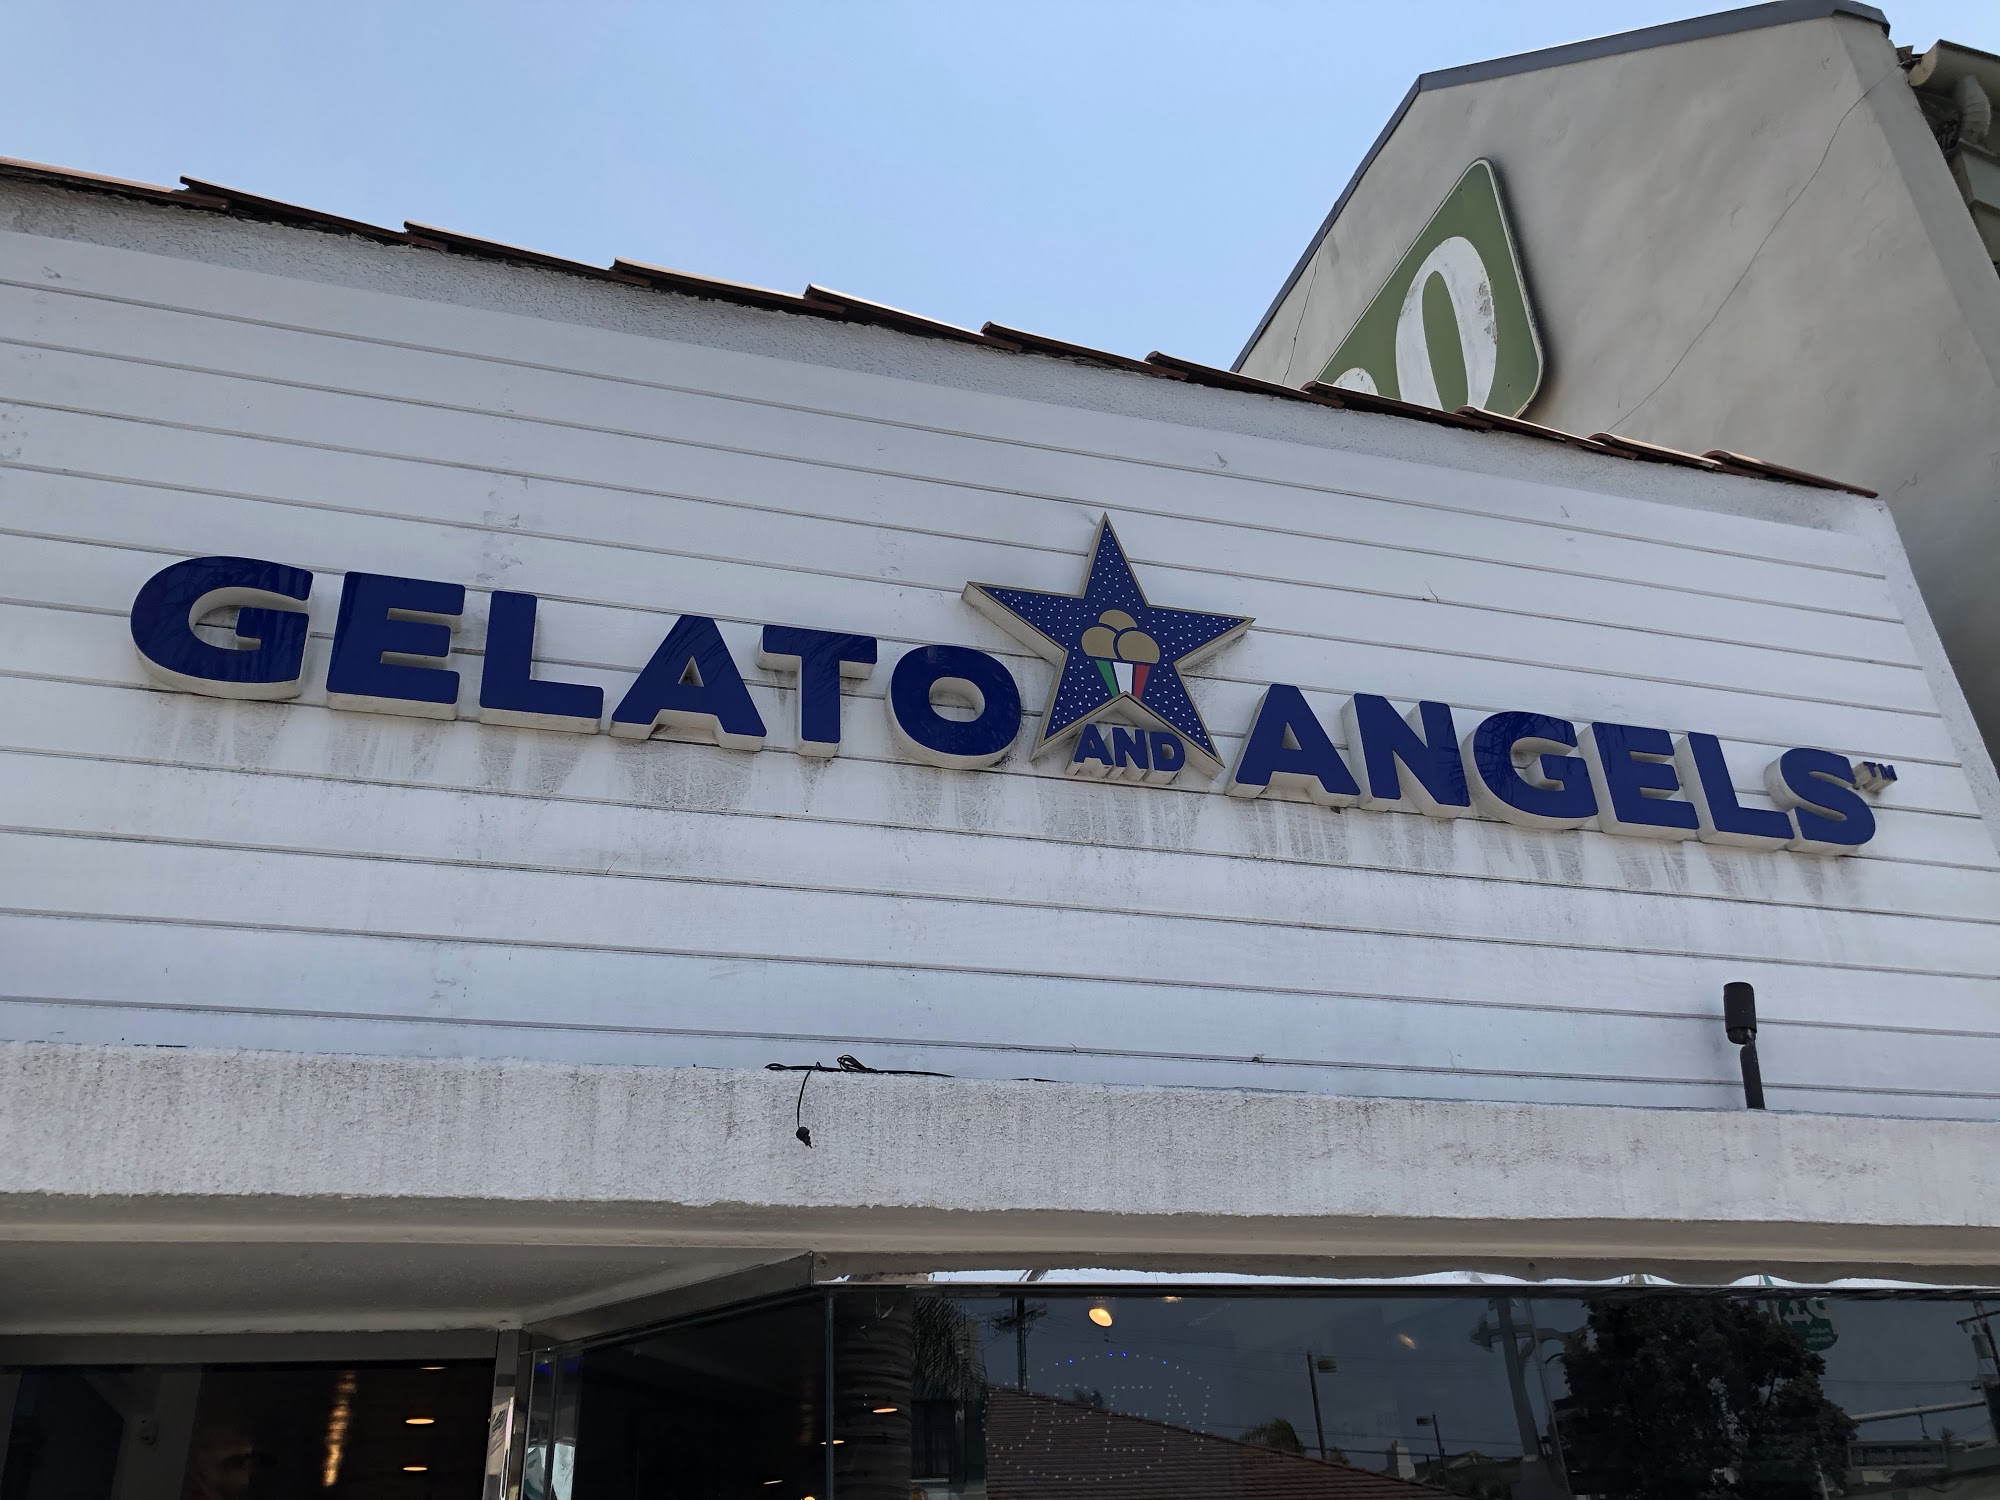 GELATO AND ANGELS™